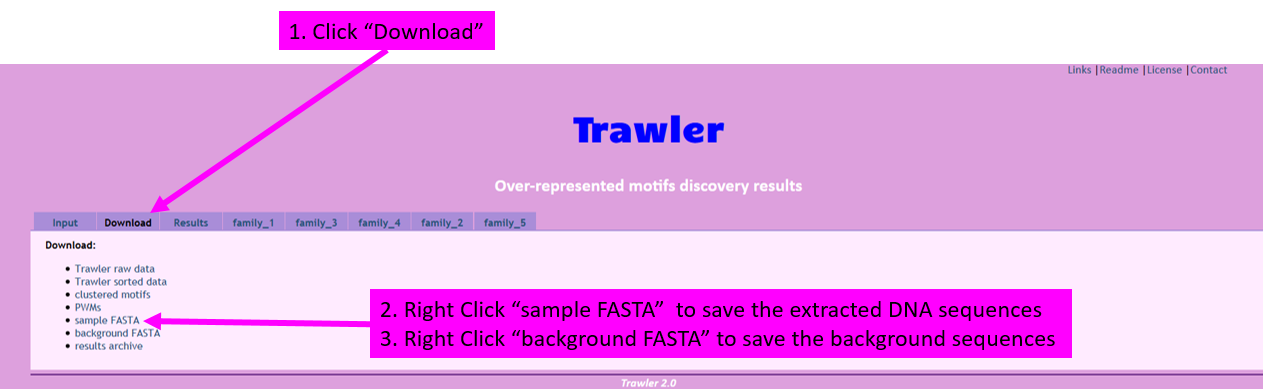 1. Click “Download”
Links |Readme |License |Contact
Trawler
Over-represented motifs discovery results
Input Download Results family_1 family_3 family_4 family_2 family_5
Download:
• Trawler raw data
• Trawler sorted data
• clustered motifs
• PWMs
• sample FASTA
• background FASTA
• results archive
2. Right Click “sample FASTA” to save the extracted DNA sequences
3. Right Click “background FASTA” to save the background sequences
Trawler 2.0